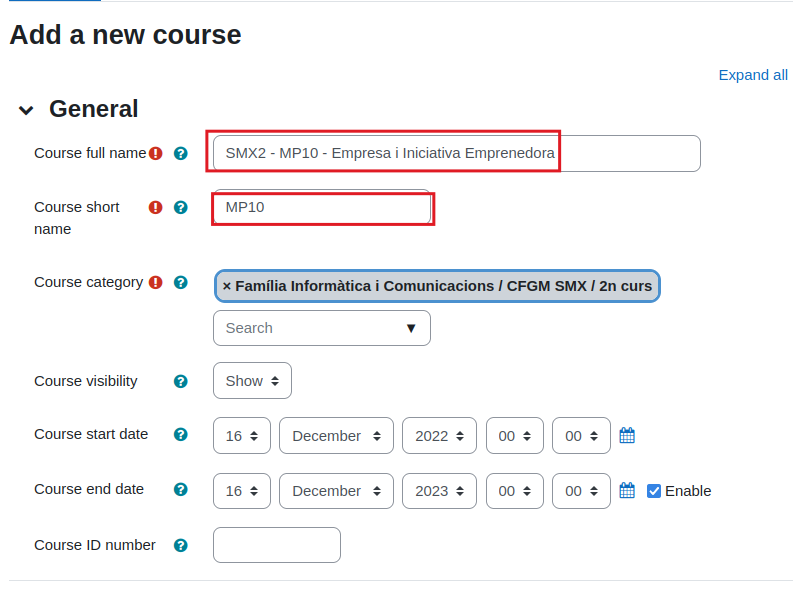 Add a new course
Expand all
General
Course full name SMX2 - MP10 - Empresa i Iniciativa Emprenedora
Course short name MP10
Course category × Família Informàtica i Comunicacions / CFGM SMX / 2n curs
Search ▼
Course visibility Show
Course start date 16 December 2022 00 00
Course end date 16 December 2023 00 00 Enable
Course ID number